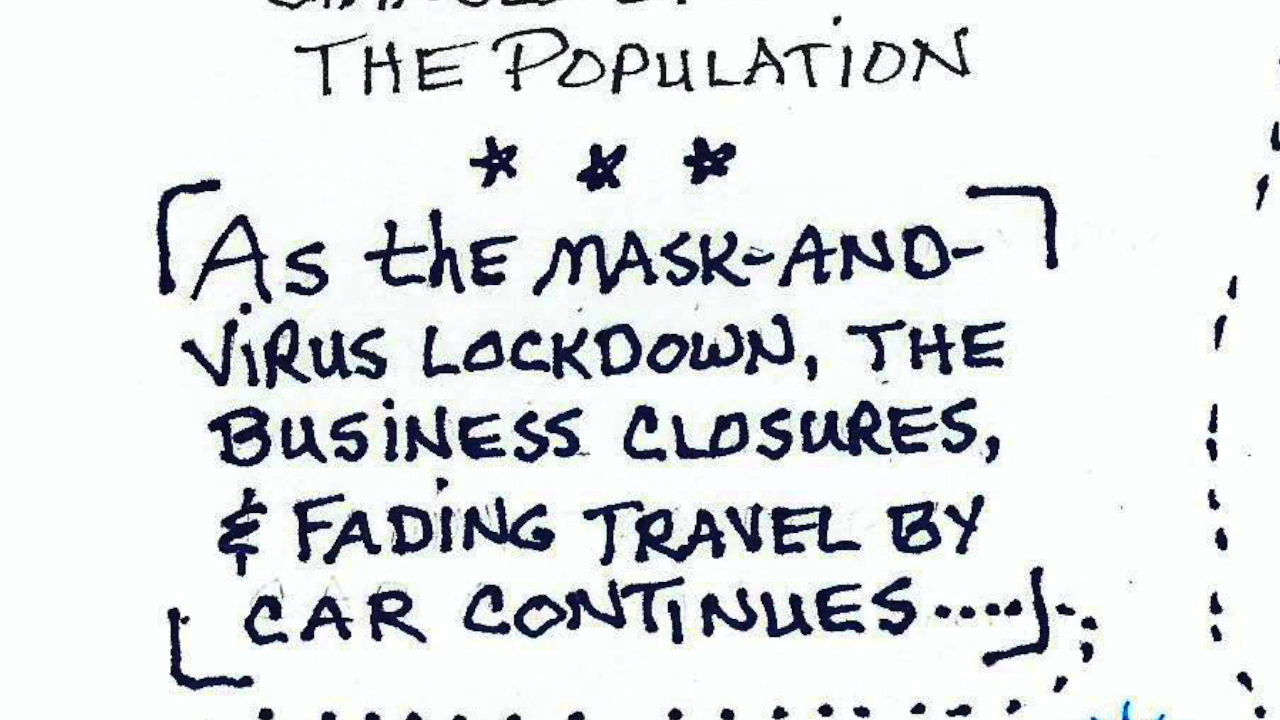 THE POPULATION
* * *
[As the MASK-AND-
VIRUS LOCKDOWN, THE
BUSINESS CLOSURES,
& FADING TRAVEL BY
CAR CONTINUES.....]